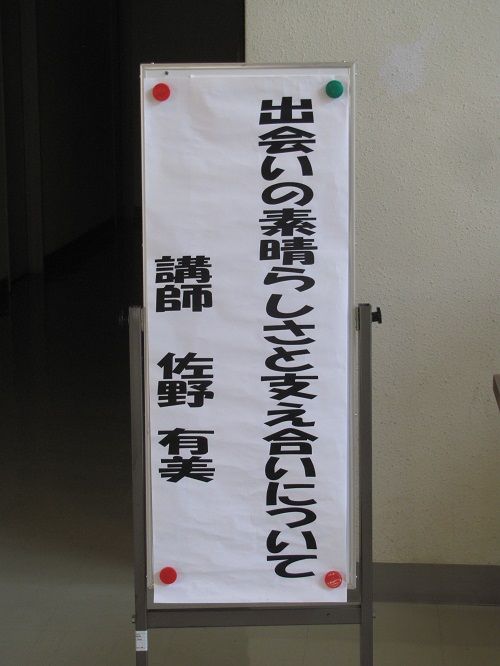 出会いの素晴らしさと支え合いについて
講師 佐野 有美